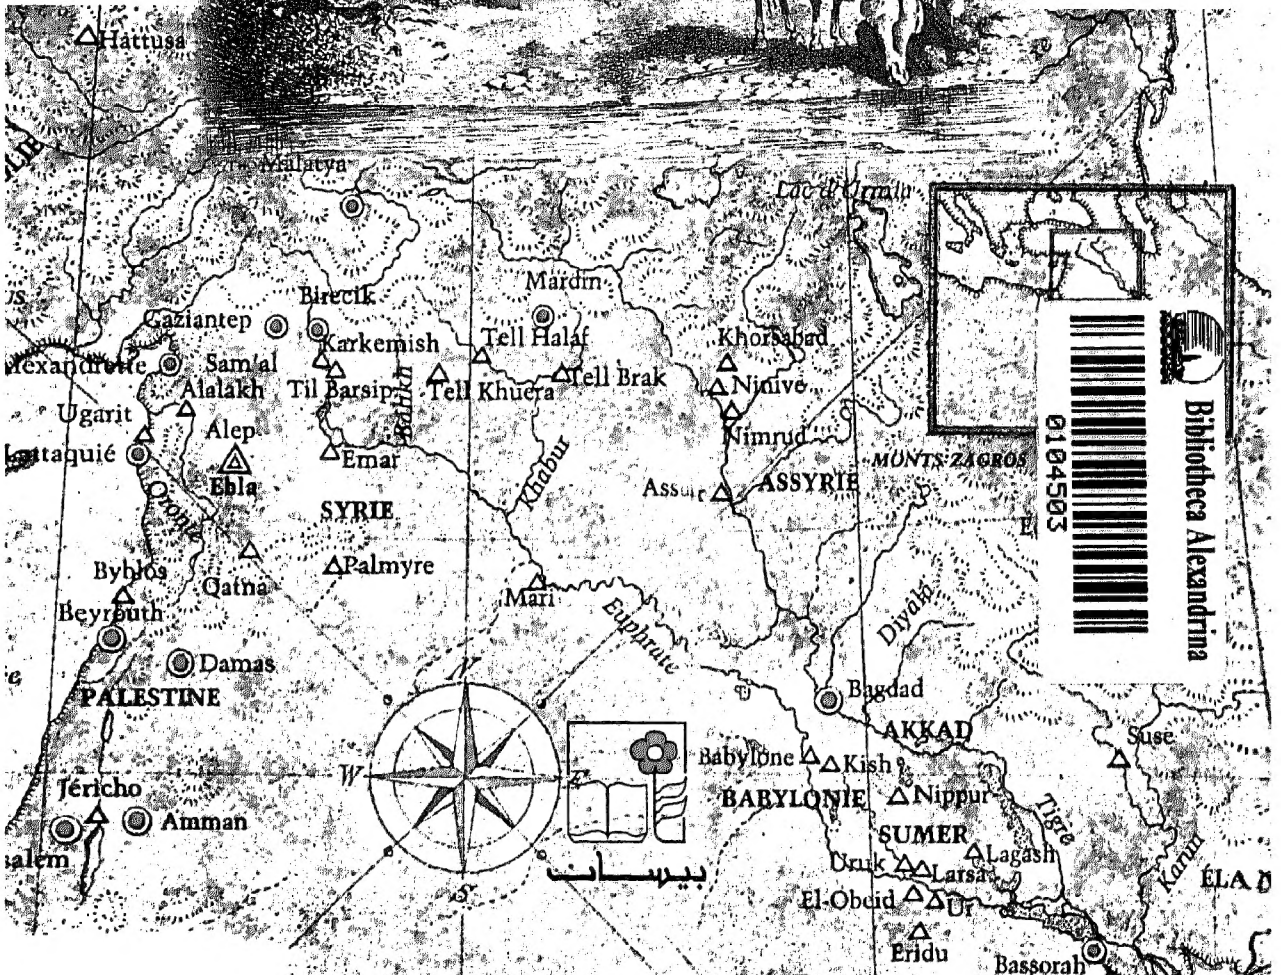 Hattusa
Malatya
Lac d'Urmia
Mardin
Birecik
Gaziantep
Karkemish
Tell Halaf
Khorsabad
Alexandrette
Sam'al
Til Barsip
Balikh
Tell Khuera
Tell Brak
Ninive
Alalakh
Ugarit
Alep
Nimrud
Lattaquié
Emar
Khabur
MONTS ZAGROS
Ebla
Assur
ASSYRIE
Oronte
SYRIE
Byblos
Qatna
Palmyre
Mari
Euphrate
Diyala
Beyrouth
Damas
PALESTINE
Bagdad
N
AKKAD
Suse
W
E
Babylone
Kish
BABYLONIE
Nippur
Jéricho
Amman
Tigre
SUMER
salem
Uruk
Larsa
Lagash
Karun
ÉLA
S
بيسان
El-Obeid
Ur
Eridu
Bassorah
0104503
Bibliotheca Alexandrina